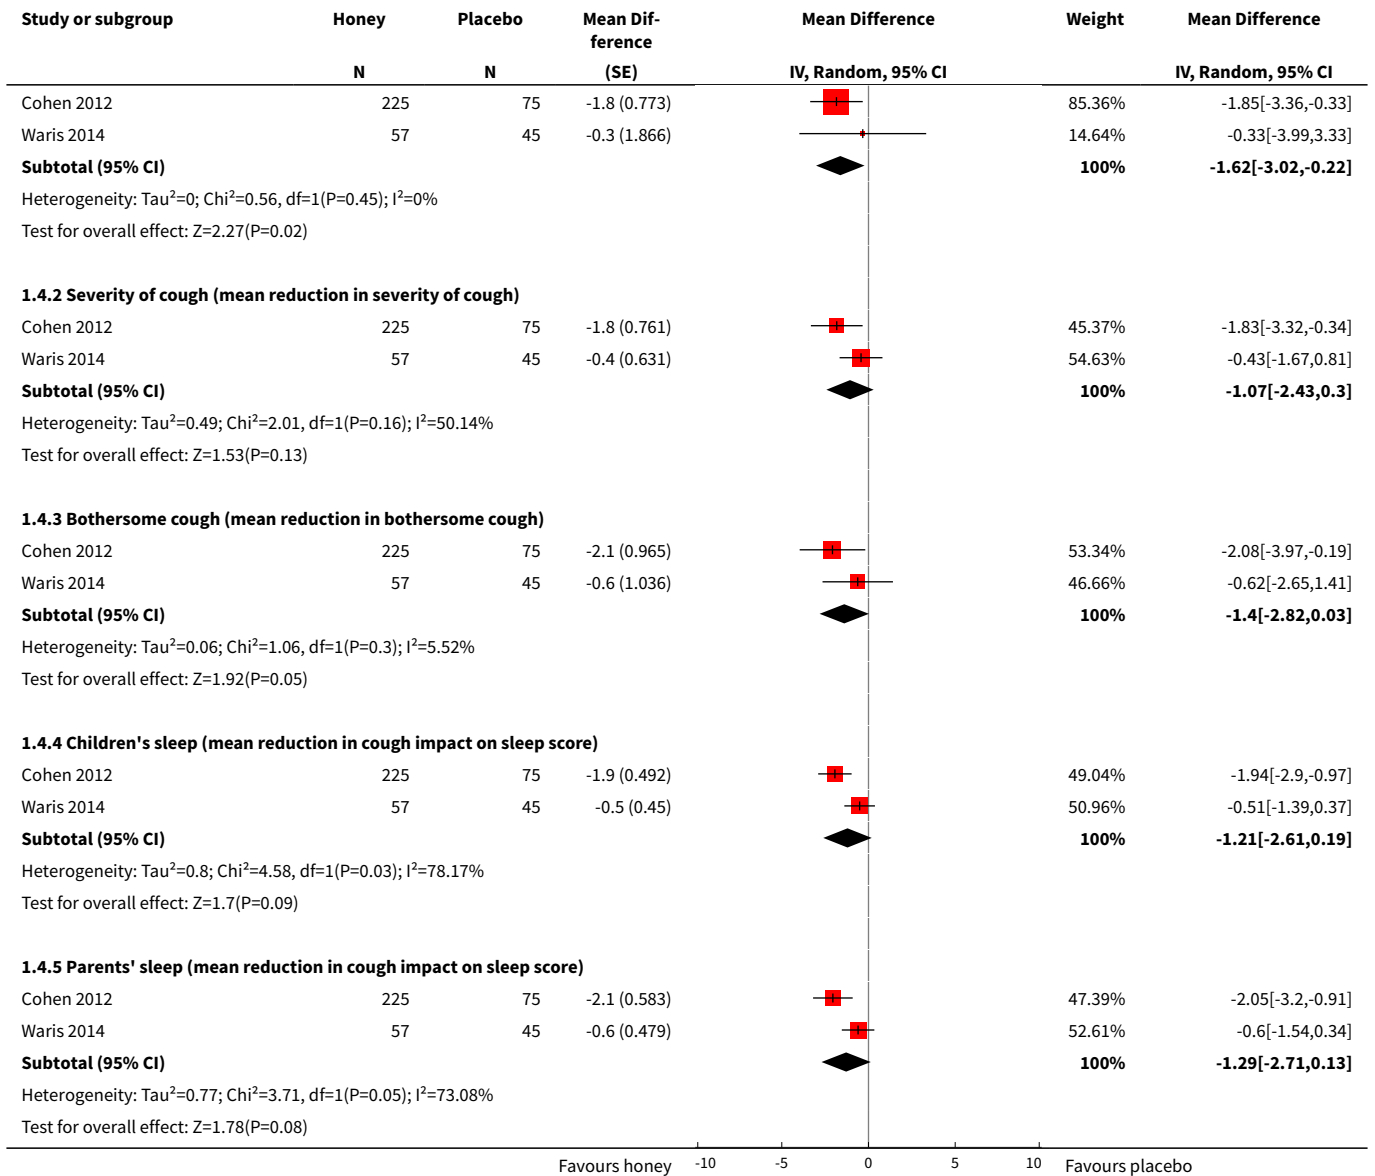 Study or subgroup Honey Placebo Mean Dif- Mean Difference Weight Mean Difference
ference
N N (SE) IV, Random, 95% CI IV, Random, 95% CI
Cohen 2012 225 75 -1.8 (0.773) 85.36% -1.85[-3.36,-0.33]
Waris 2014 57 45 -0.3 (1.866) 14.64% -0.33[-3.99,3.33]
Subtotal (95% CI) 100% -1.62[-3.02,-0.22]
Heterogeneity: Tau²=0; Chi²=0.56, df=1(P=0.45); I²=0%
Test for overall effect: Z=2.27(P=0.02)
1.4.2 Severity of cough (mean reduction in severity of cough)
Cohen 2012 225 75 -1.8 (0.761) 45.37% -1.83[-3.32,-0.34]
Waris 2014 57 45 -0.4 (0.631) 54.63% -0.43[-1.67,0.81]
Subtotal (95% CI) 100% -1.07[-2.43,0.3]
Heterogeneity: Tau²=0.49; Chi²=2.01, df=1(P=0.16); I²=50.14%
Test for overall effect: Z=1.53(P=0.13)
1.4.3 Bothersome cough (mean reduction in bothersome cough)
Cohen 2012 225 75 -2.1 (0.965) 53.34% -2.08[-3.97,-0.19]
Waris 2014 57 45 -0.6 (1.036) 46.66% -0.62[-2.65,1.41]
Subtotal (95% CI) 100% -1.4[-2.82,0.03]
Heterogeneity: Tau²=0.06; Chi²=1.06, df=1(P=0.3); I²=5.52%
Test for overall effect: Z=1.92(P=0.05)
1.4.4 Children's sleep (mean reduction in cough impact on sleep score)
Cohen 2012 225 75 -1.9 (0.492) 49.04% -1.94[-2.9,-0.97]
Waris 2014 57 45 -0.5 (0.45) 50.96% -0.51[-1.39,0.37]
Subtotal (95% CI) 100% -1.21[-2.61,0.19]
Heterogeneity: Tau²=0.8; Chi²=4.58, df=1(P=0.03); I²=78.17%
Test for overall effect: Z=1.7(P=0.09)
1.4.5 Parents' sleep (mean reduction in cough impact on sleep score)
Cohen 2012 225 75 -2.1 (0.583) 47.39% -2.05[-3.2,-0.91]
Waris 2014 57 45 -0.6 (0.479) 52.61% -0.6[-1.54,0.34]
Subtotal (95% CI) 100% -1.29[-2.71,0.13]
Heterogeneity: Tau²=0.77; Chi²=3.71, df=1(P=0.05); I²=73.08%
Test for overall effect: Z=1.78(P=0.08)
Favours honey -10 -5 0 5 10 Favours placebo